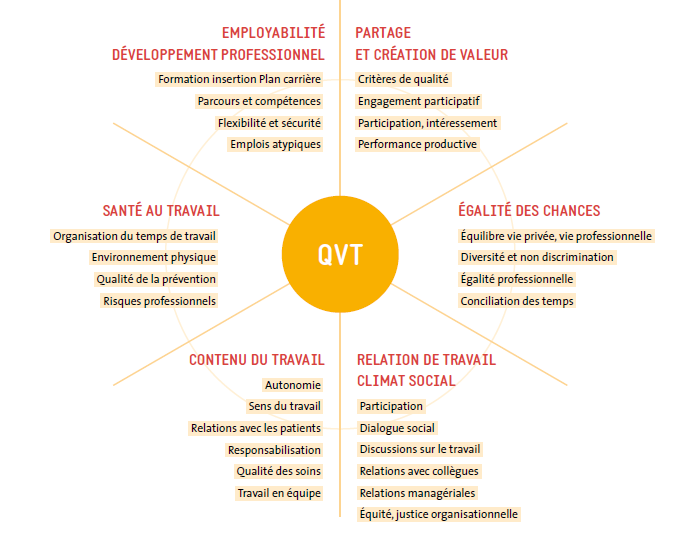 EMPLOYABILITÉ
DÉVELOPPEMENT PROFESSIONNEL
Formation insertion Plan carrière
Parcours et compétences
Flexibilité et sécurité
Emplois atypiques
PARTAGE
ET CRÉATION DE VALEUR
Critères de qualité
Engagement participatif
Participation, intéressement
Performance productive
SANTÉ AU TRAVAIL
Organisation du temps de travail
Environnement physique
Qualité de la prévention
Risques professionnels
QVT
ÉGALITÉ DES CHANCES
Équilibre vie privée, vie professionnelle
Diversité et non discrimination
Égalité professionnelle
Conciliation des temps
CONTENU DU TRAVAIL
Autonomie
Sens du travail
Relations avec les patients
Responsabilisation
Qualité des soins
Travail en équipe
RELATION DE TRAVAIL
CLIMAT SOCIAL
Participation
Dialogue social
Discussions sur le travail
Relations avec collègues
Relations managériales
Équité, justice organisationnelle